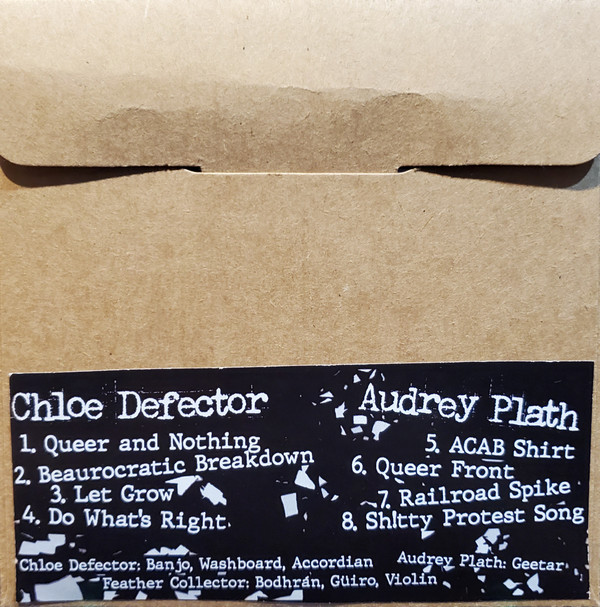 Chloe Defector
1. Queer and Nothing
2. Beaurocratic Breakdown
3. Let Grow
4. Do What's Right
Audrey Plath
5. ACAB Shirt
6. Queer Front
7. Railroad Spike
8. Sh!tty Protest Song
Chloe Defector: Banjo, Washboard, Accordian
Audrey Plath: Geetar
Feather Collector: Bodhrán, Güiro, Violin